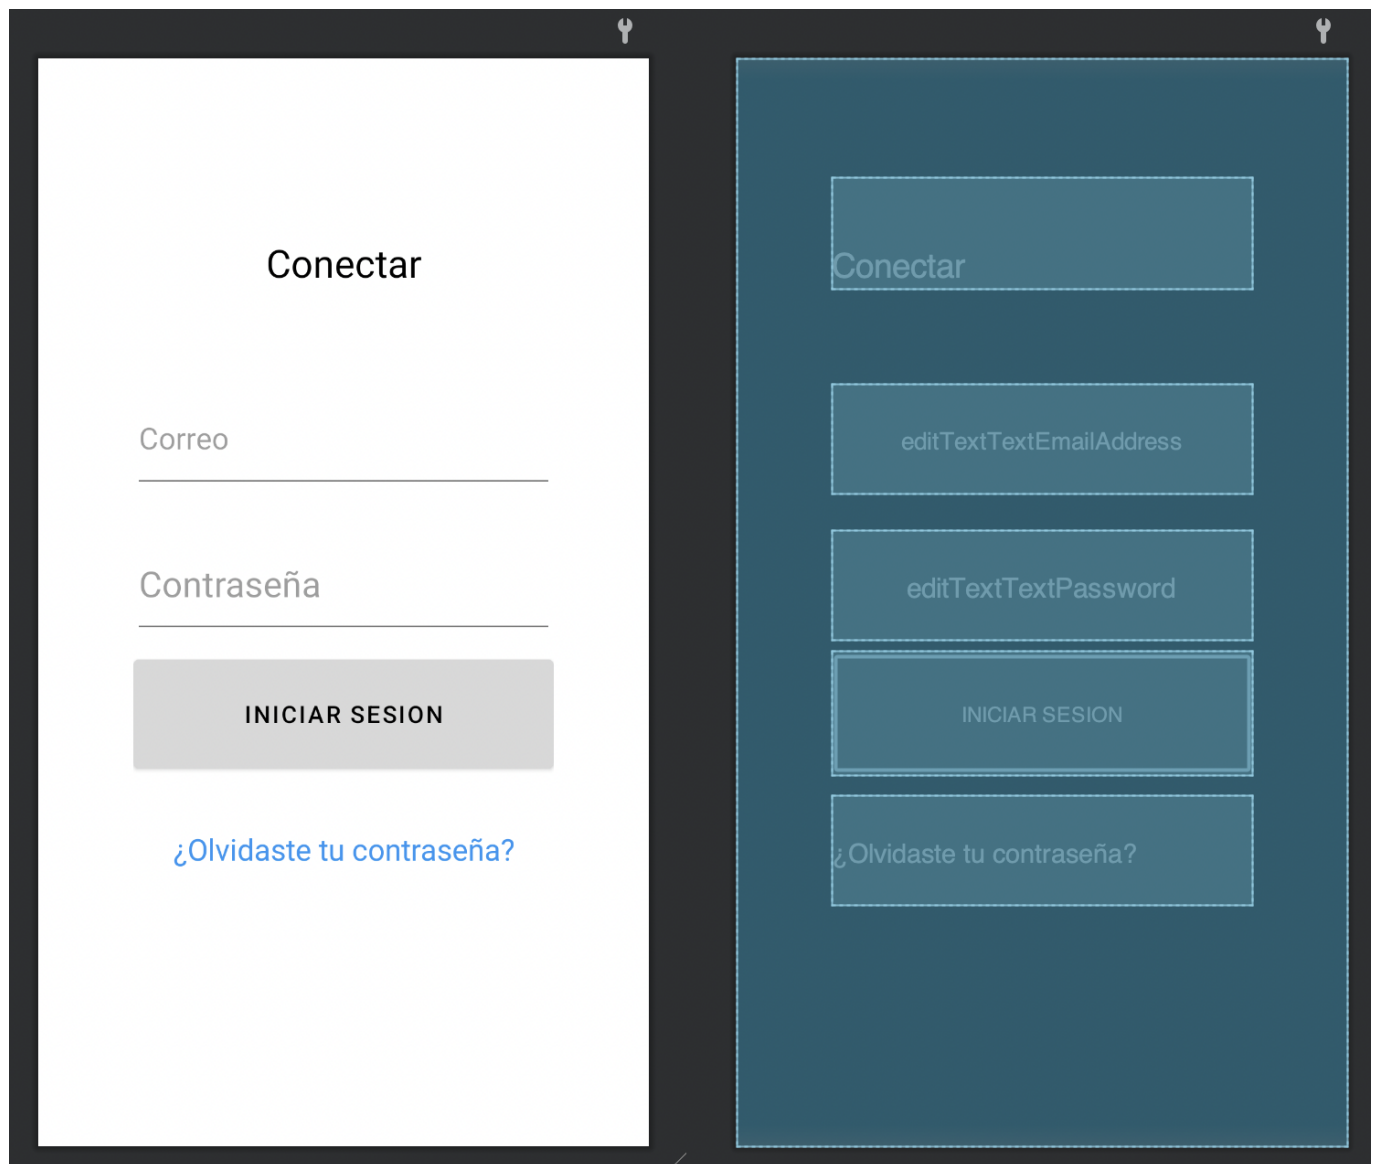 Conectar
Correo
Contraseña
INICIAR SESION
¿Olvidaste tu contraseña?
Conectar
editTextTextEmailAddress
editTextTextPassword
INICIAR SESION
¿Olvidaste tu contraseña?